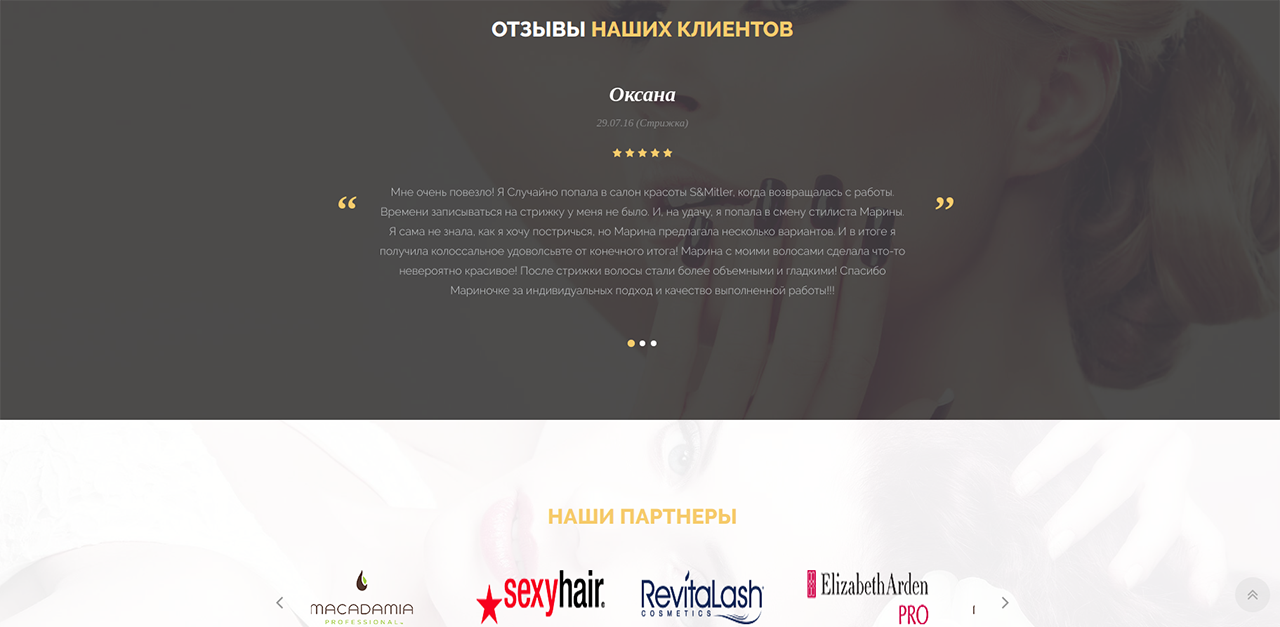 ОТЗЫВЫ НАШИХ КЛИЕНТОВ
Оксана
29.07.16 (Стрижка)
“
Мне очень повезло! Я Случайно попала в салон красоты S&Mitler, когда возвращалась с работы.
Времени записываться на стрижку у меня не было. И, на удачу, я попала в смену стилиста Марины.
Я сама не знала, как я хочу постричься, но Марина предлагала несколько вариантов. И в итоге я
получила колоссальное удоволсьвте от конечного итога! Марина с моими волосами сделала что-то
невероятно красивое! После стрижки волосы стали более объемными и гладкими! Спасибо
Мариночке за индивидуальных подход и качество выполненной работы!!!
”
НАШИ ПАРТНЕРЫ
MACADAMIA
PROFESSIONAL™
sexyhair®
RevitaLash®
COSMETICS
Elizabeth Arden
PRO